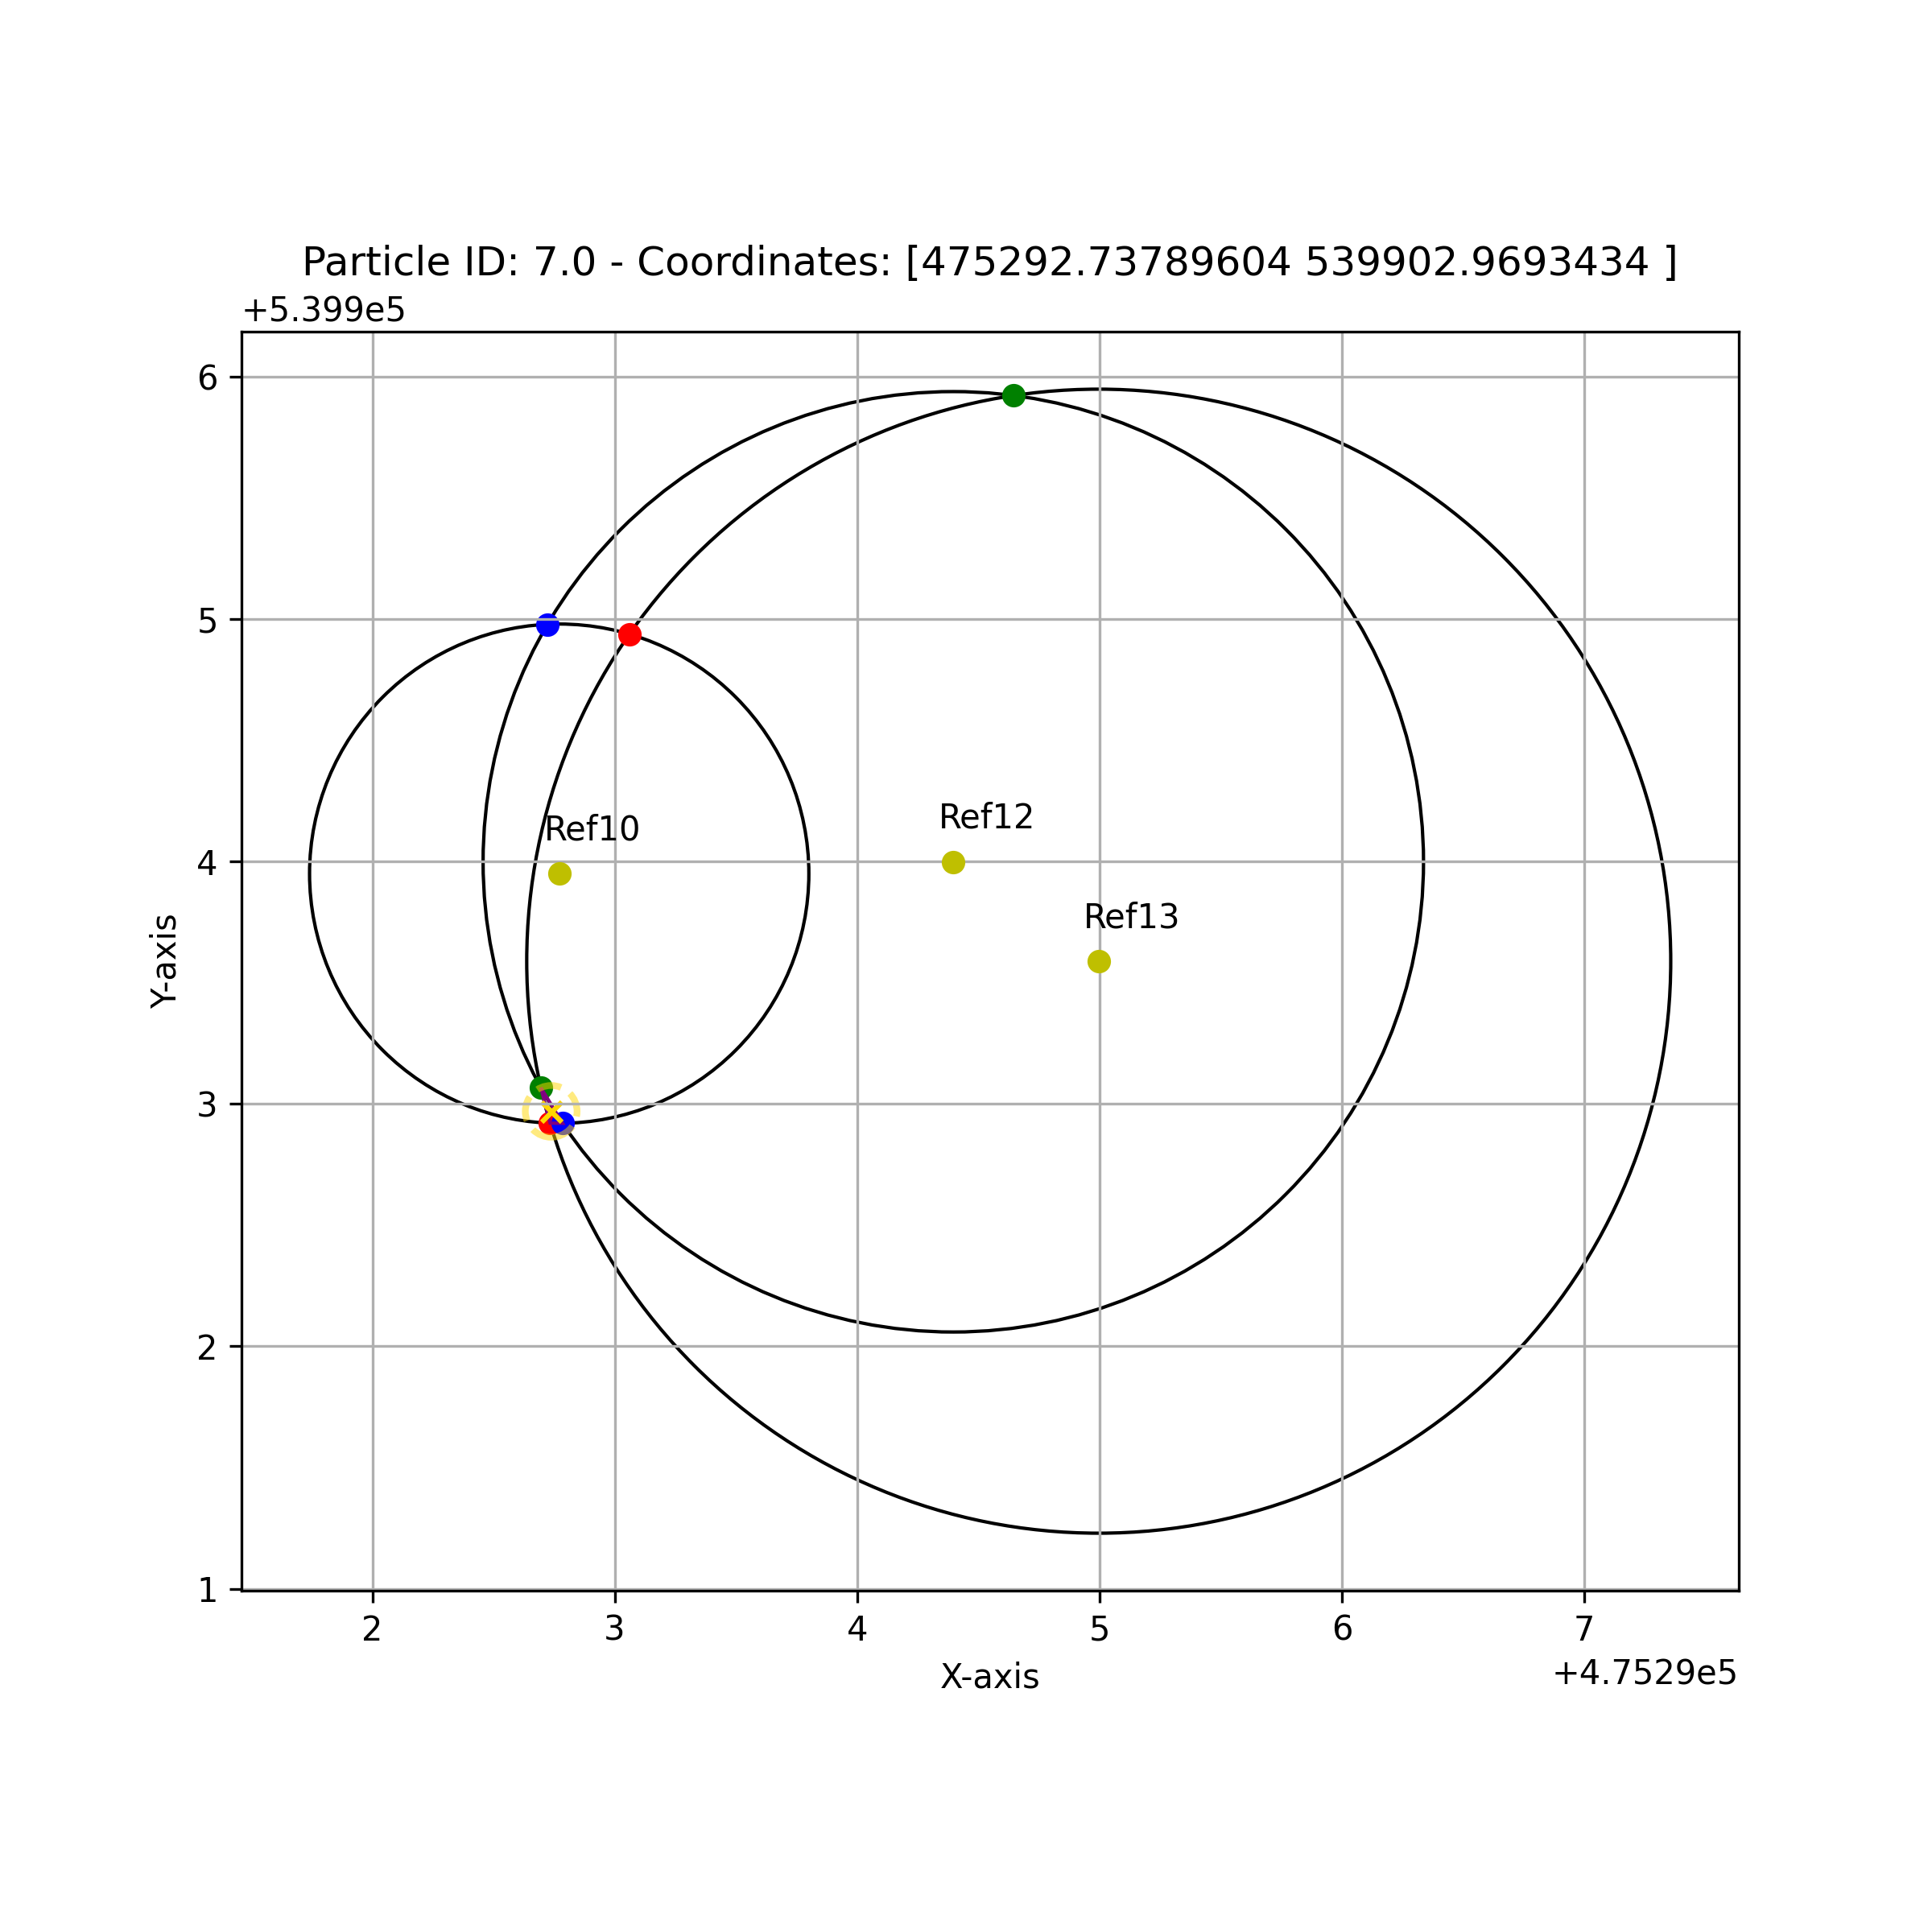 Particle ID: 7.0 - Coordinates: [475292.73789604 539902.9693434 ]
+5.399e5
6
5
4
3
2
1
Y-axis
Ref10
Ref12
Ref13
2 3 4 5 6 7
X-axis
+4.7529e5